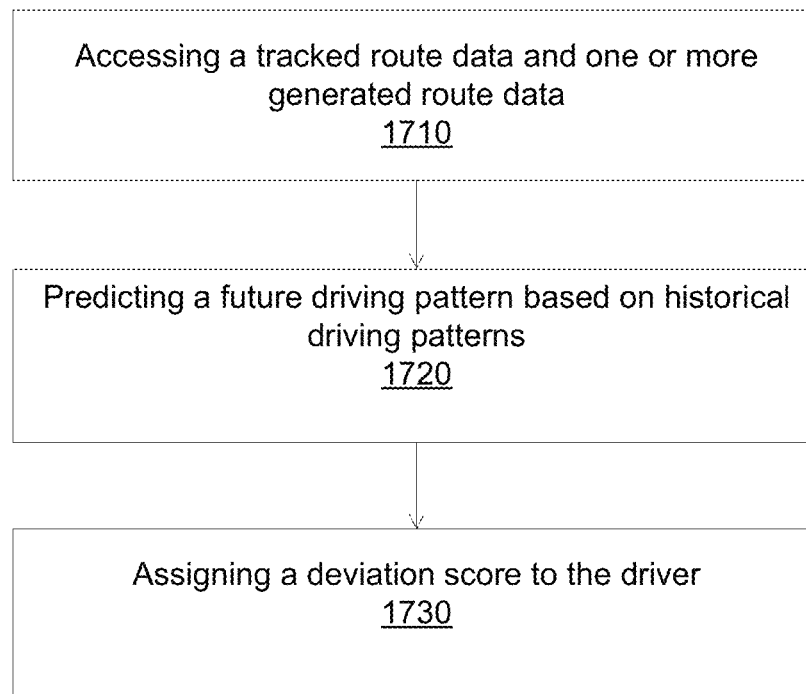 Accessing a tracked route data and one or more
generated route data
1710
Predicting a future driving pattern based on historical
driving patterns
1720
Assigning a deviation score to the driver
1730